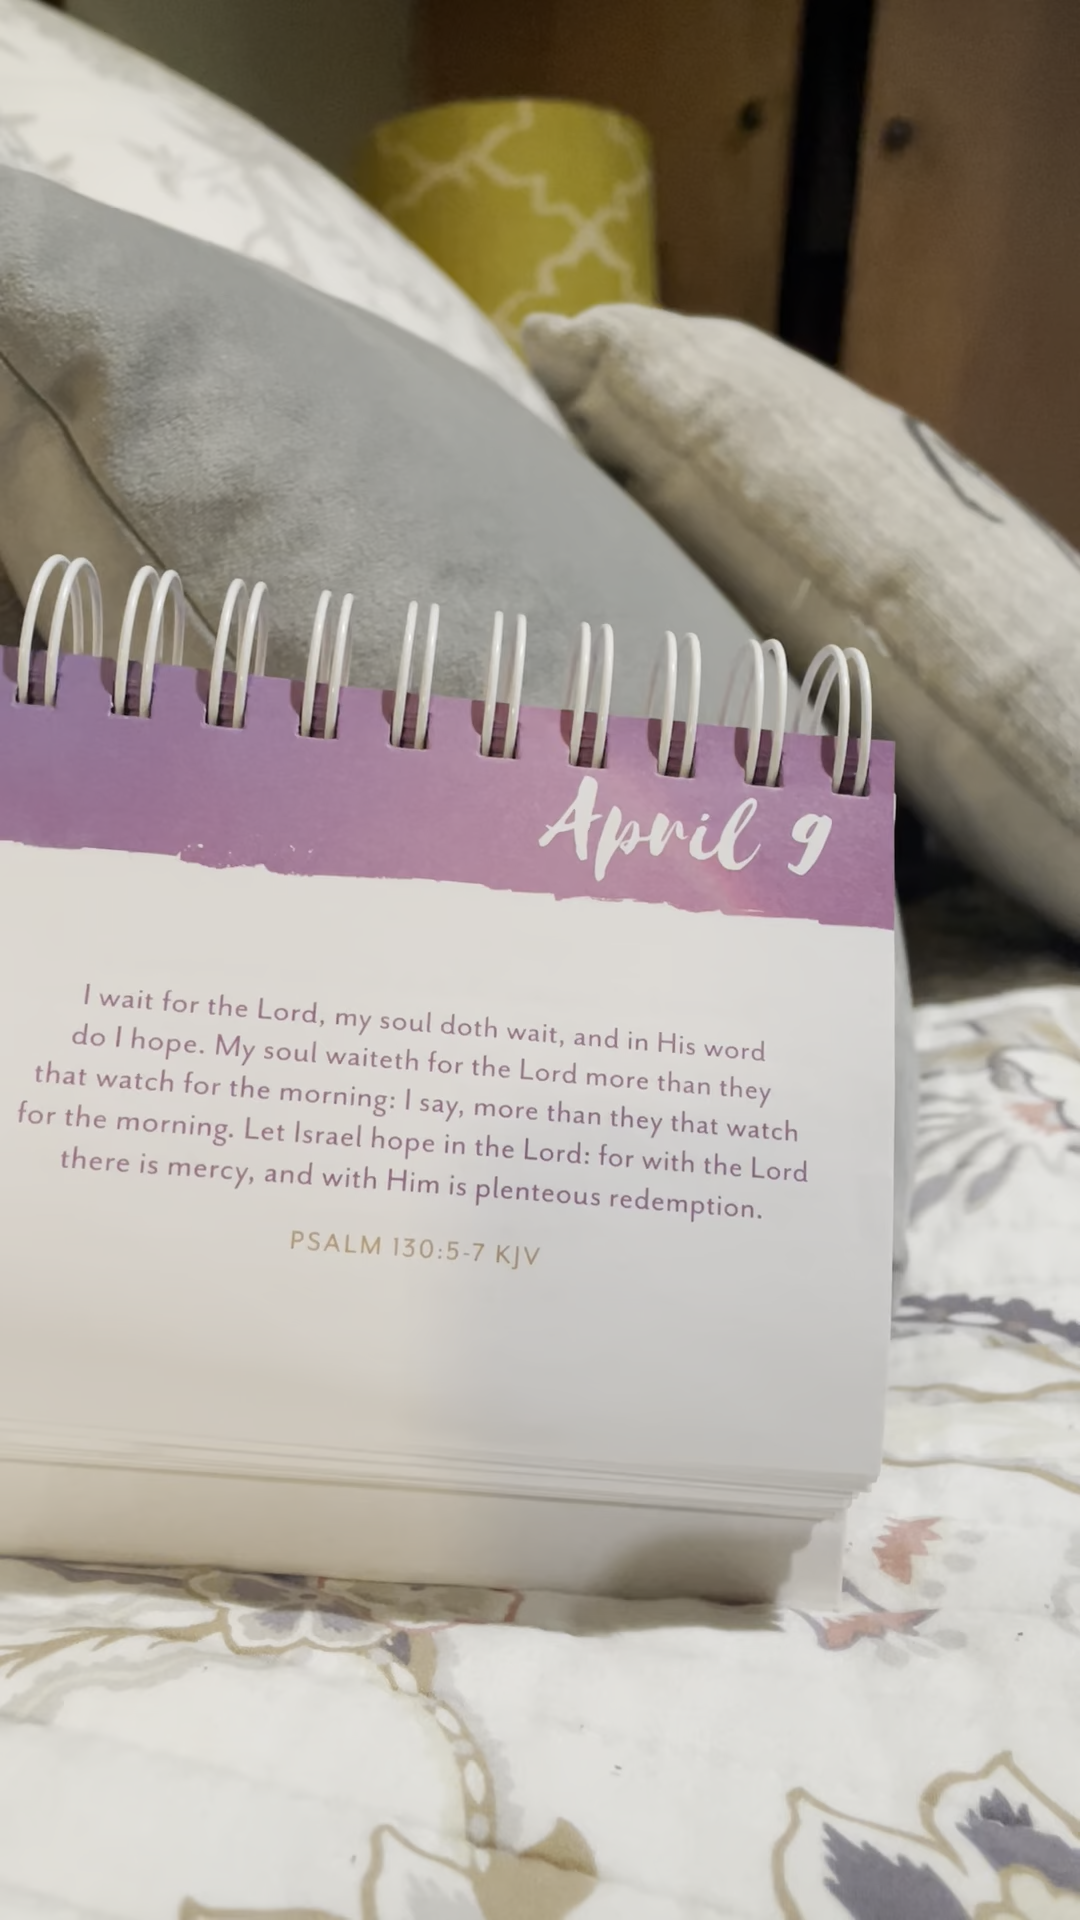 April 9
I wait for the Lord, my soul doth wait, and in His word
do I hope. My soul waiteth for the Lord more than they
that watch for the morning: I say, more than they that watch
for the morning. Let Israel hope in the Lord: for with the Lord
there is mercy, and with Him is plenteous redemption.
PSALM 130:5-7 KJV